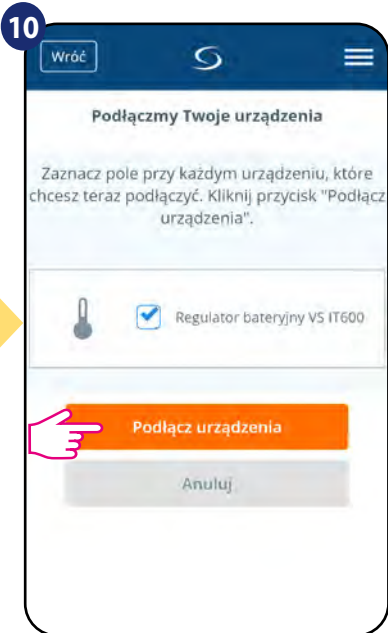 10
Wróć
Podłączmy Twoje urządzenia
Zaznacz pole przy każdym urządzeniu, które
chcesz teraz podłączyć. Kliknij przycisk "Podłącz
urządzenia".
Regulator bateryjny VS IT600
Podłącz urządzenia
Anuluj